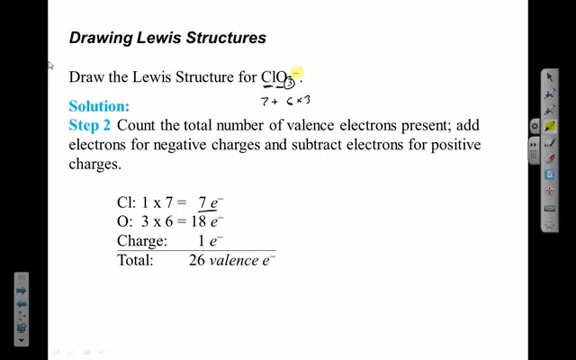 Drawing Lewis Structures
Draw the Lewis Structure for ClO₃⁻.
7 + 6 × 3
Solution:
Step 2 Count the total number of valence electrons present; add
electrons for negative charges and subtract electrons for positive
charges.
Cl: 1 x 7 = 7 e⁻
O: 3 x 6 = 18 e⁻
Charge: 1 e⁻
Total: 26 valence e⁻